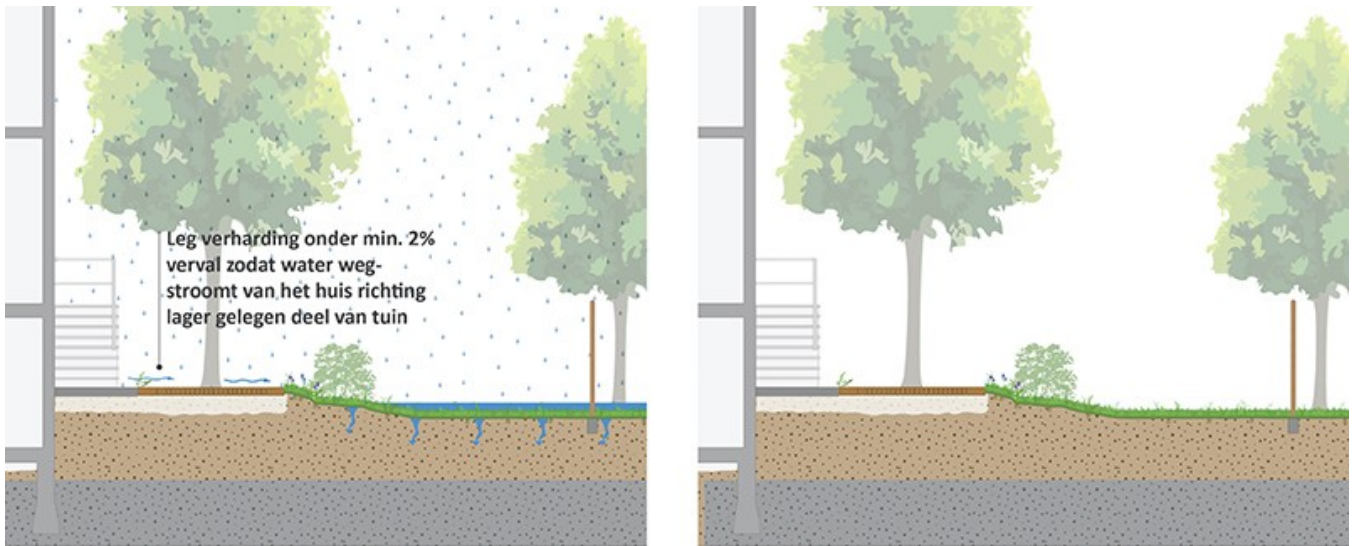 Leg verharding onder min. 2%
verval zodat water weg-
stroomt van het huis richting
lager gelegen deel van tuin